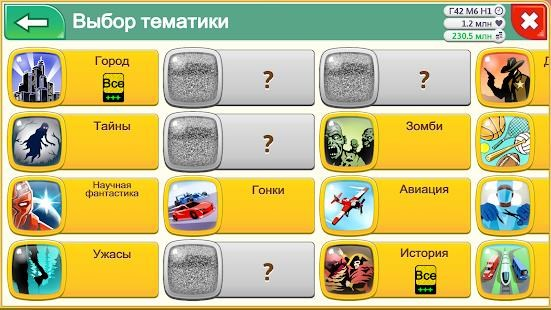 Выбор тематики
Г42 М6 Н1
1.2 млн
230.5 млн
Город
Все
+++
?
?
Д
Тайны
?
Зомби
Научная
фантастика
Гонки
Авиация
Ужасы
?
История
Все
+++